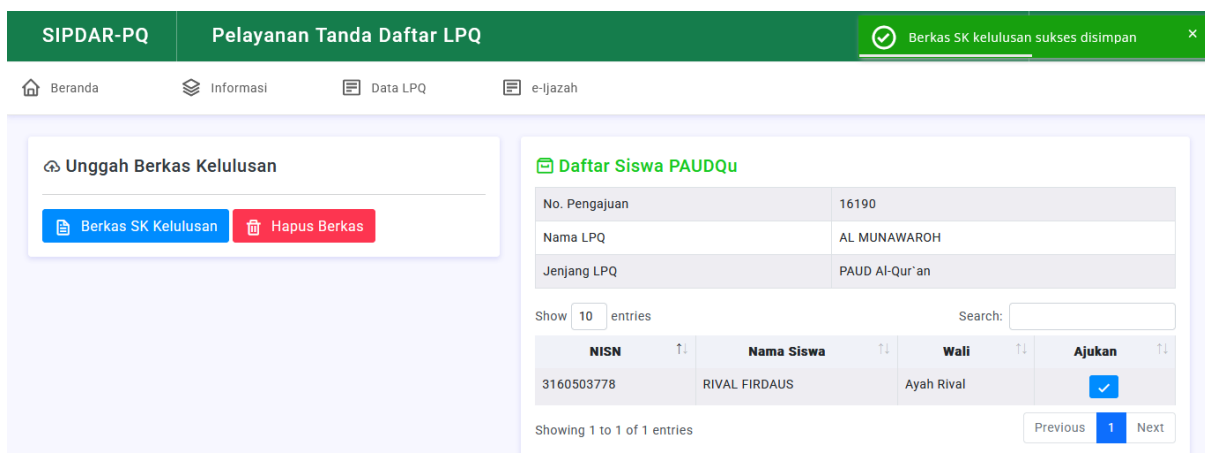 SIPDAR-PQ Pelayanan Tanda Daftar LPQ Berkas SK kelulusan sukses disimpan ×
Beranda Informasi Data LPQ e-Ijazah
Unggah Berkas Kelulusan
Berkas SK Kelulusan Hapus Berkas
Daftar Siswa PAUDQu
No. Pengajuan 16190
Nama LPQ AL MUNAWAROH
Jenjang LPQ PAUD Al-Qur`an
Show 10 entries Search:
NISN Nama Siswa Wali Ajukan
3160503778 RIVAL FIRDAUS Ayah Rival
Showing 1 to 1 of 1 entries Previous 1 Next